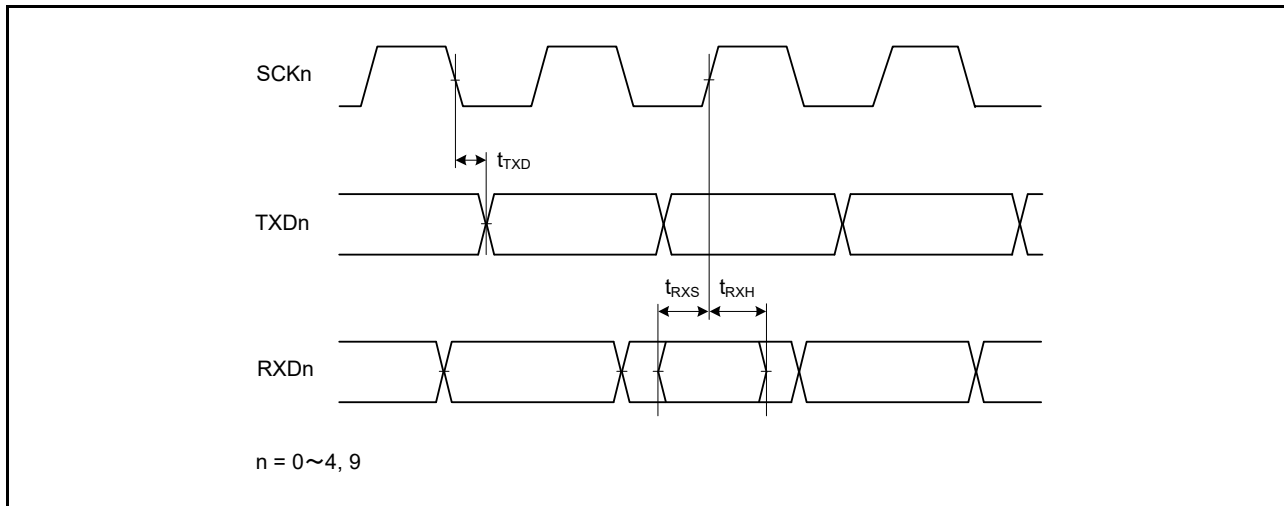 SCKn
tTXD
TXDn
tRXS tRXH
RXDn
n = 0～4, 9